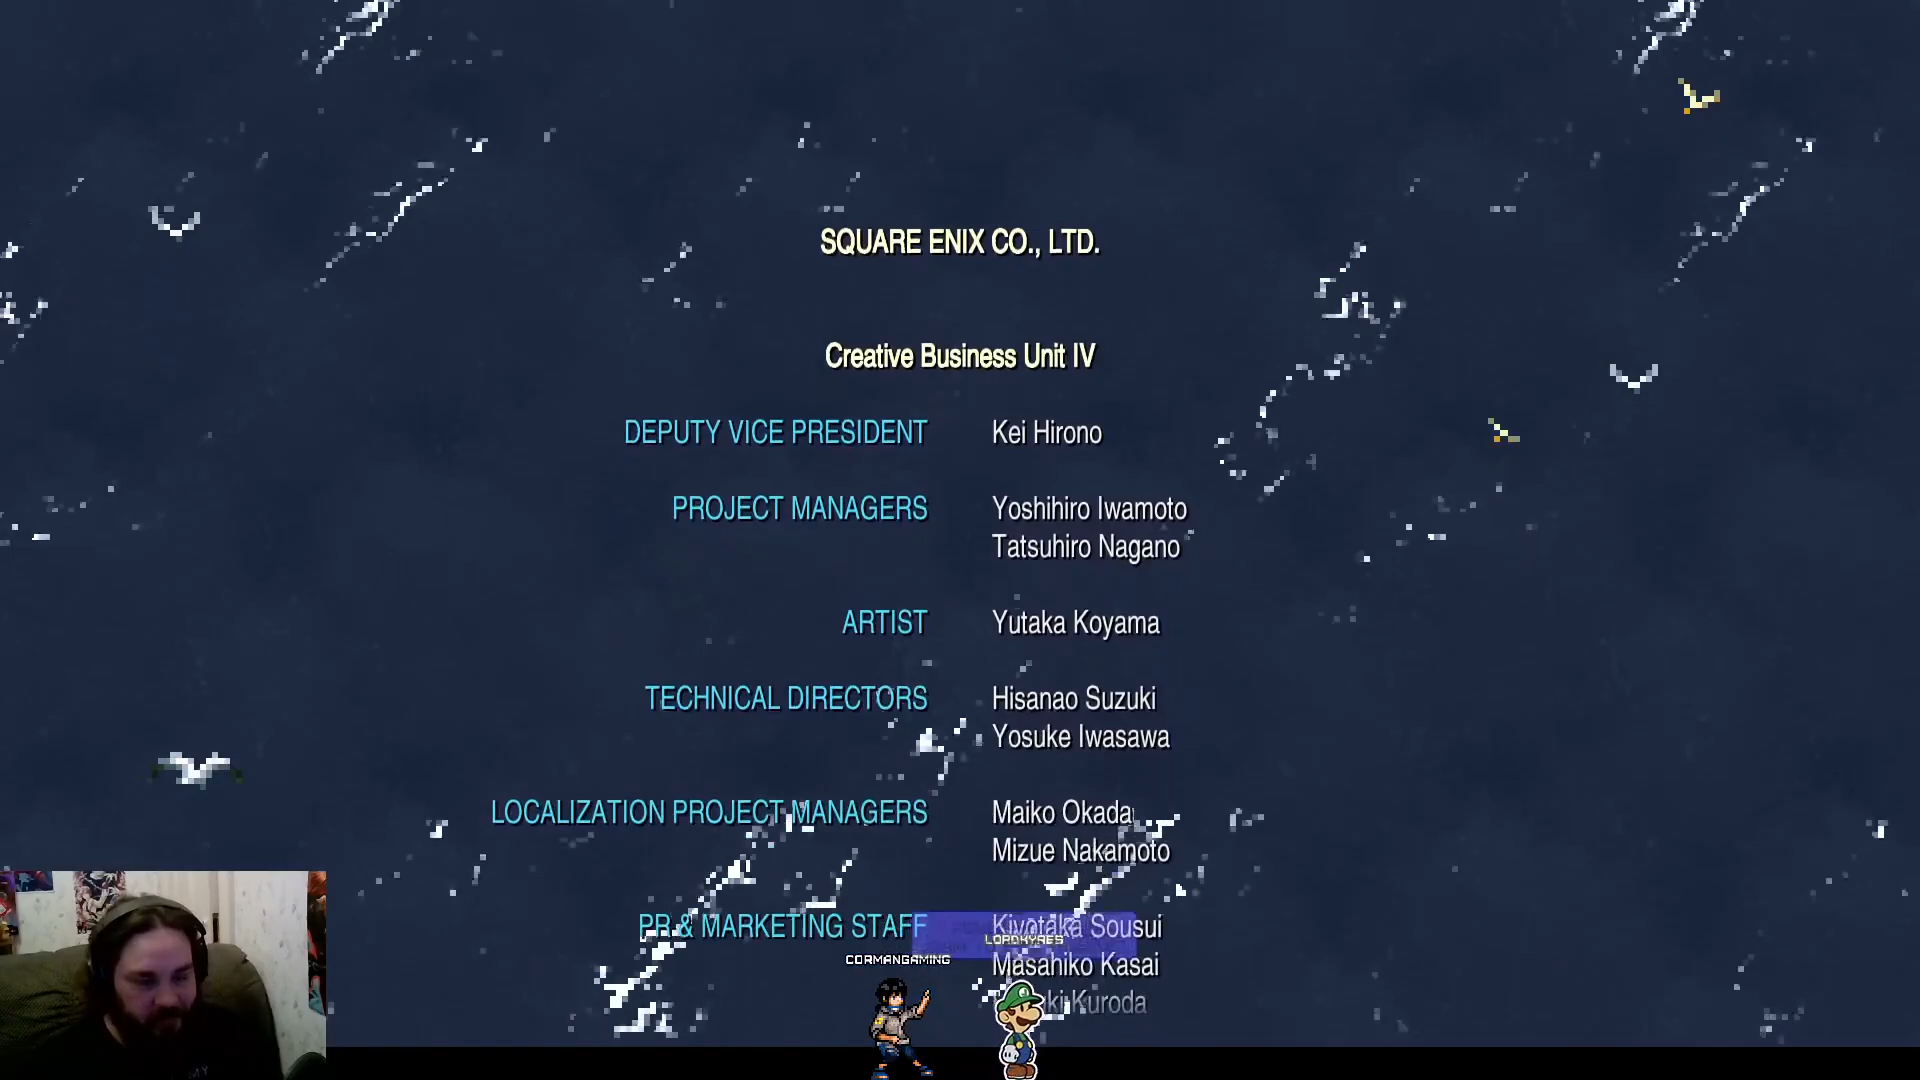 SQUARE ENIX CO., LTD.
Creative Business Unit IV
DEPUTY VICE PRESIDENT Kei Hirono
PROJECT MANAGERS Yoshihiro Iwamoto
Tatsuhiro Nagano
ARTIST Yutaka Koyama
TECHNICAL DIRECTORS Hisanao Suzuki
Yosuke Iwasawa
LOCALIZATION PROJECT MANAGERS Maiko Okada
Mizue Nakamoto
PR & MARKETING STAFF Kiyotaka Sousui
LORDKYRES
CORMANGAMING
Masahiko Kasai
Kuroda
MY